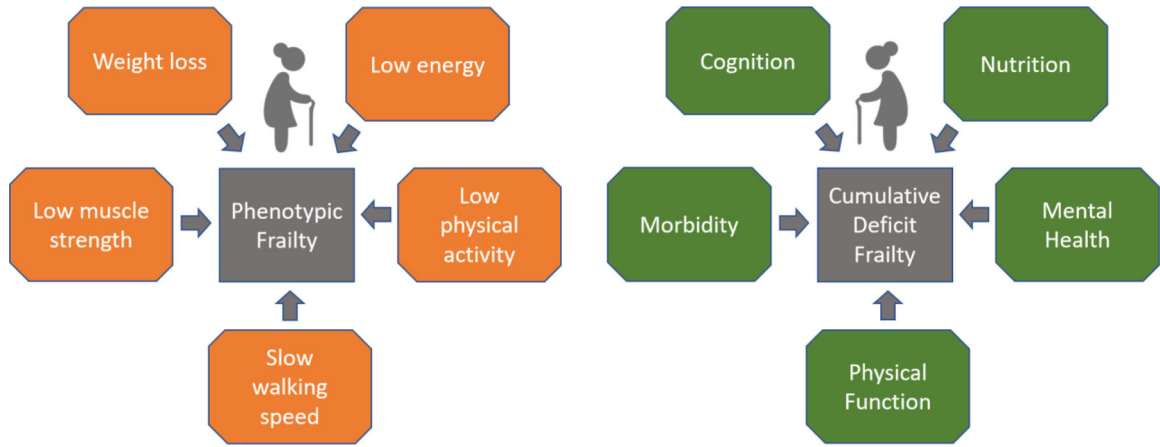 Weight loss
Low energy
Low muscle
strength
Phenotypic
Frailty
Low
physical
activity
Slow
walking
speed
Cognition
Nutrition
Morbidity
Cumulative
Deficit
Frailty
Mental
Health
Physical
Function